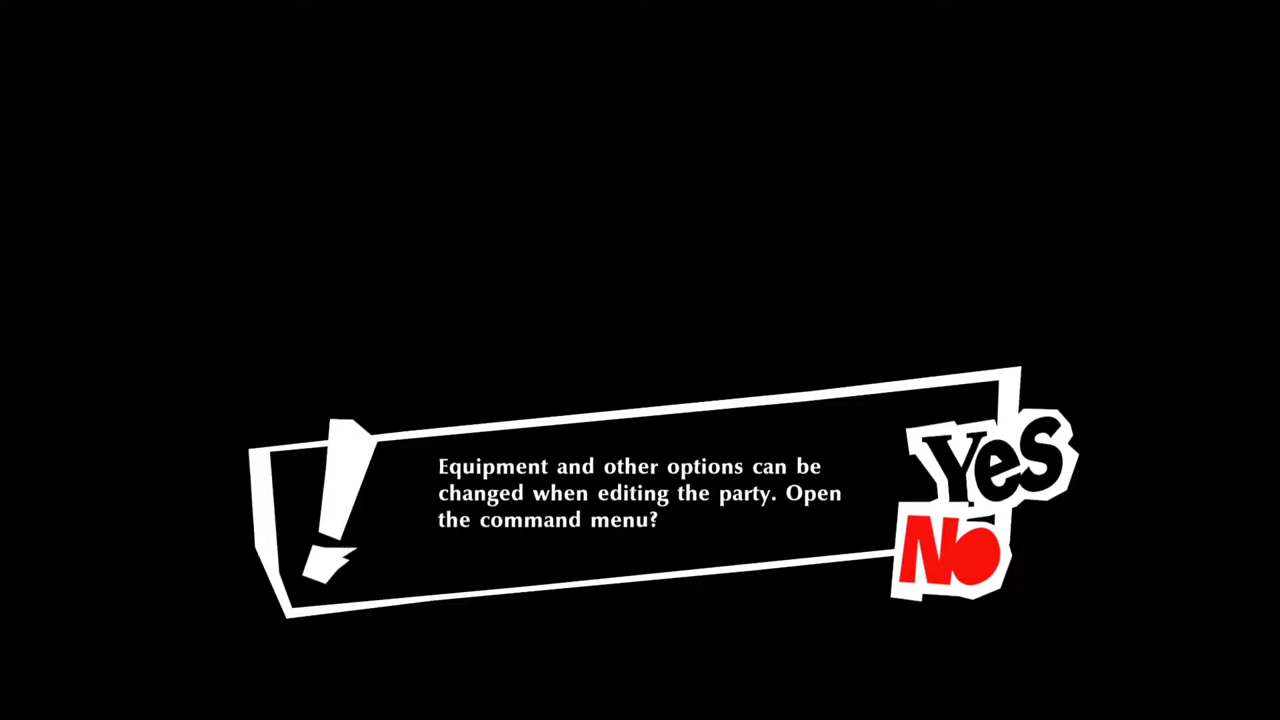 Equipment and other options can be
changed when editing the party. Open
the command menu?
Yes
No